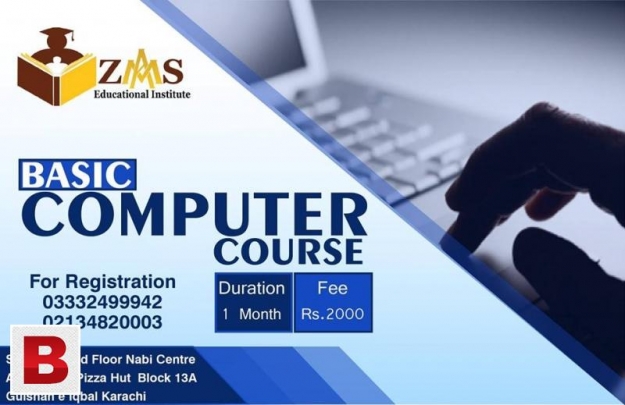 ZAAS
Educational Institute
BASIC
COMPUTER
COURSE
For Registration
03332499942
02134820003
Duration
1 Month
Fee
Rs.2000
Floor Nabi Centre
Pizza Hut Block 13A
Gulshan e Iqbal Karachi
B